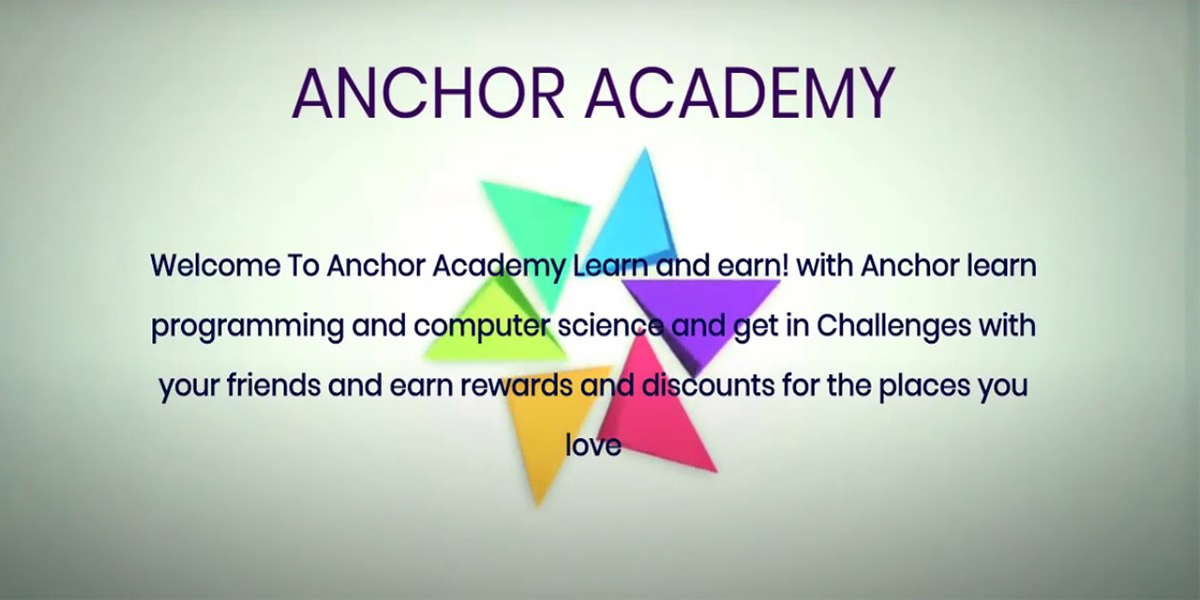 ANCHOR ACADEMY
Welcome To Anchor Academy Learn and earn! with Anchor learn
programming and computer science and get in Challenges with
your friends and earn rewards and discounts for the places you
love